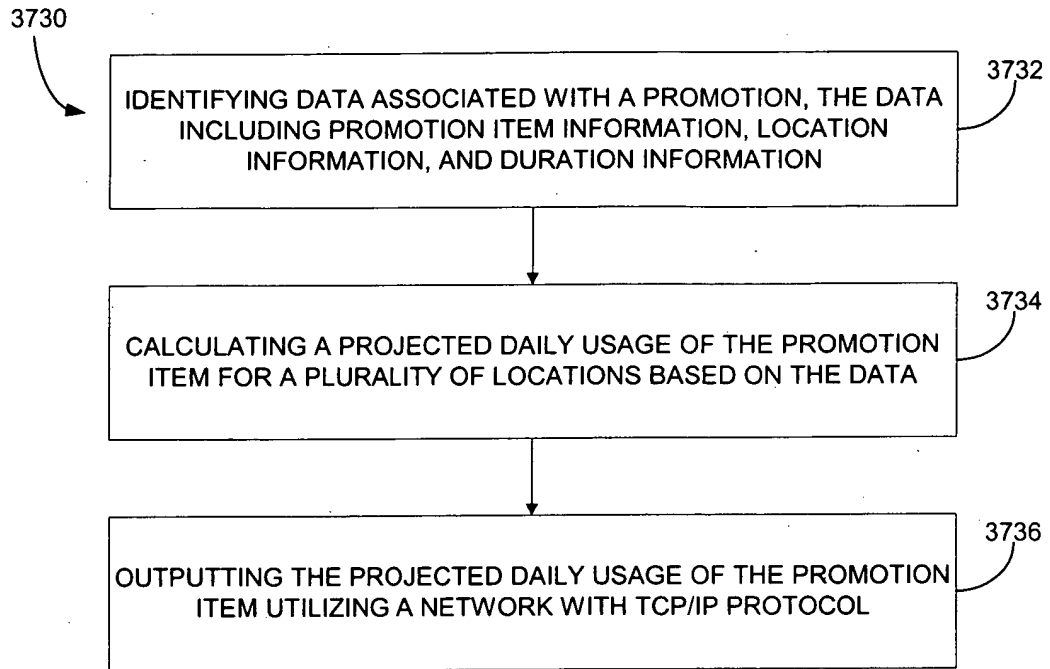 3730
3732
IDENTIFYING DATA ASSOCIATED WITH A PROMOTION, THE DATA
INCLUDING PROMOTION ITEM INFORMATION, LOCATION
INFORMATION, AND DURATION INFORMATION
3734
CALCULATING A PROJECTED DAILY USAGE OF THE PROMOTION
ITEM FOR A PLURALITY OF LOCATIONS BASED ON THE DATA
3736
OUTPUTTING THE PROJECTED DAILY USAGE OF THE PROMOTION
ITEM UTILIZING A NETWORK WITH TCP/IP PROTOCOL